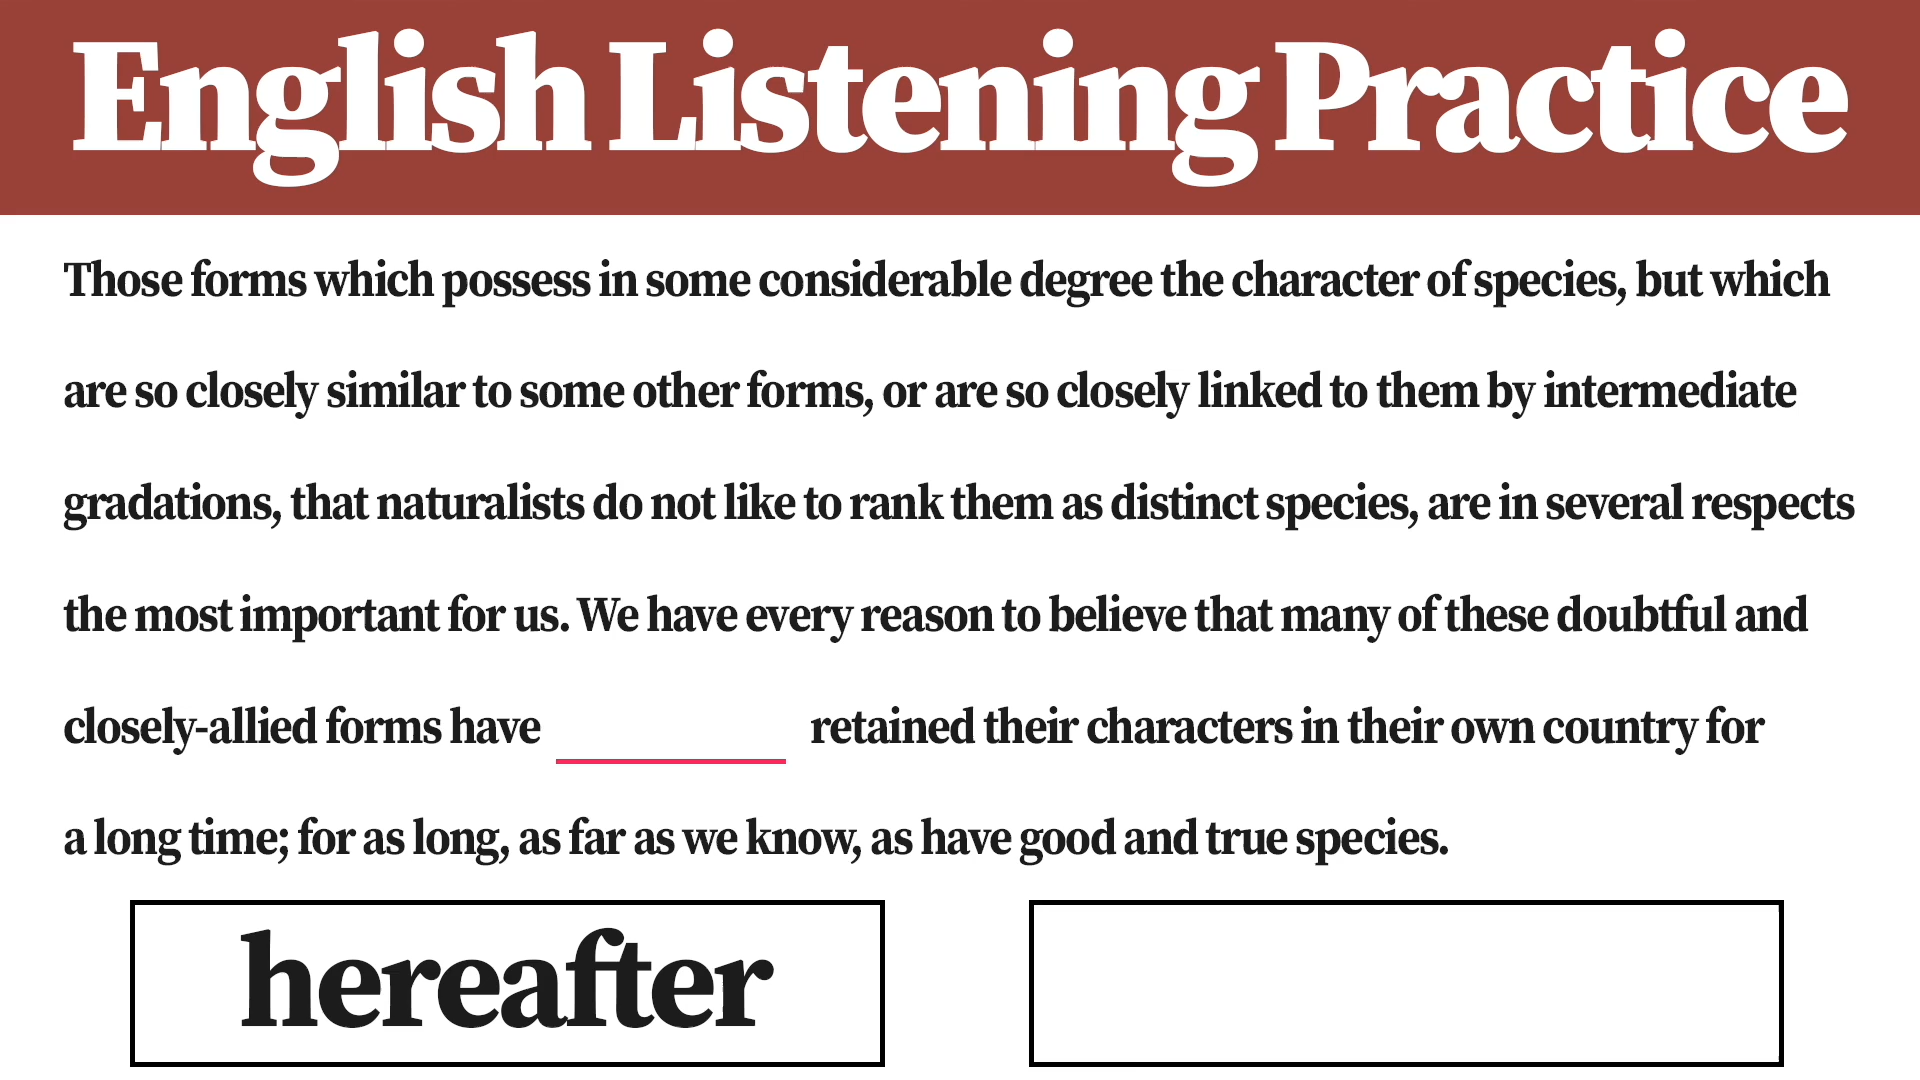 English Listening Practice
Those forms which possess in some considerable degree the character of species, but which
are so closely similar to some other forms, or are so closely linked to them by intermediate
gradations, that naturalists do not like to rank them as distinct species, are in several respects
the most important for us. We have every reason to believe that many of these doubtful and
closely-allied forms have retained their characters in their own country for
a long time; for as long, as far as we know, as have good and true species.
hereafter